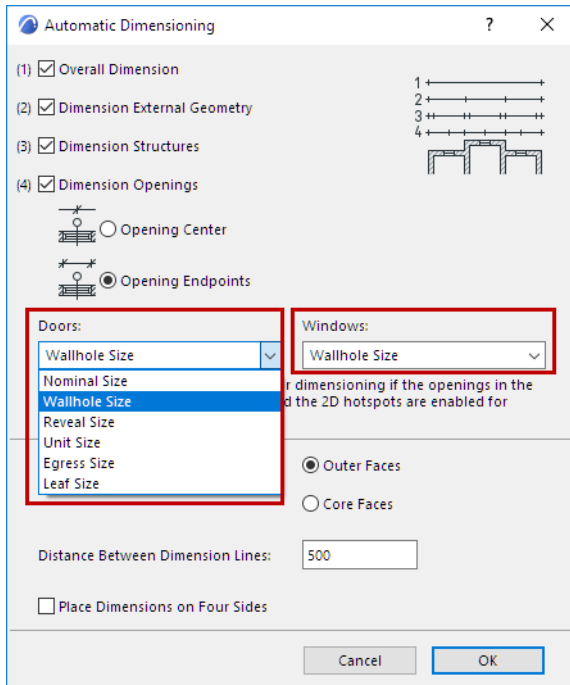 Automatic Dimensioning ?
(1) Overall Dimension
(2) Dimension External Geometry
(3) Dimension Structures
(4) Dimension Openings
1
2
3
4
Opening Center
Opening Endpoints
Doors: Windows:
Wallhole Size Wallhole Size
Nominal Size
Wallhole Size
Reveal Size
Unit Size
Egress Size
Leaf Size
r dimensioning if the openings in the
d the 2D hotspots are enabled for
Outer Faces
Core Faces
Distance Between Dimension Lines: 500
Place Dimensions on Four Sides
Cancel OK